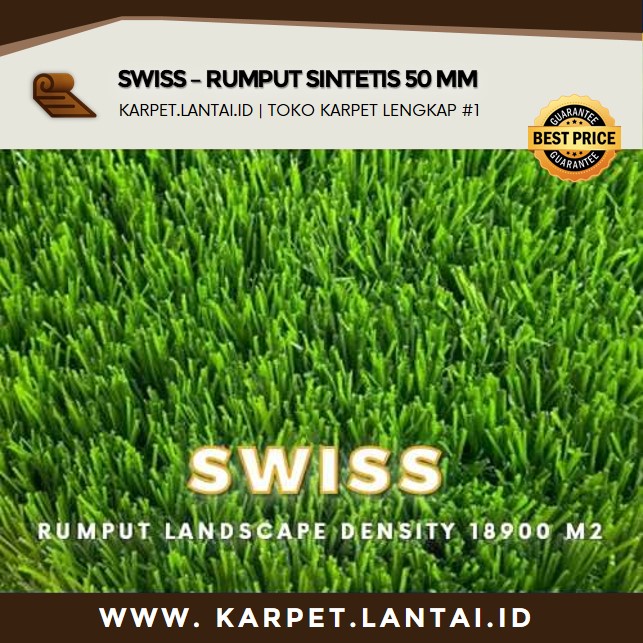 SWISS – RUMPUT SINTETIS 50 MM
KARPET.LANTAI.ID | TOKO KARPET LENGKAP #1
GUARANTEE
BEST PRICE
GUARANTEE
SWISS
RUMPUT LANDSCAPE DENSITY 18900 M2
WWW. KARPET.LANTAI.ID